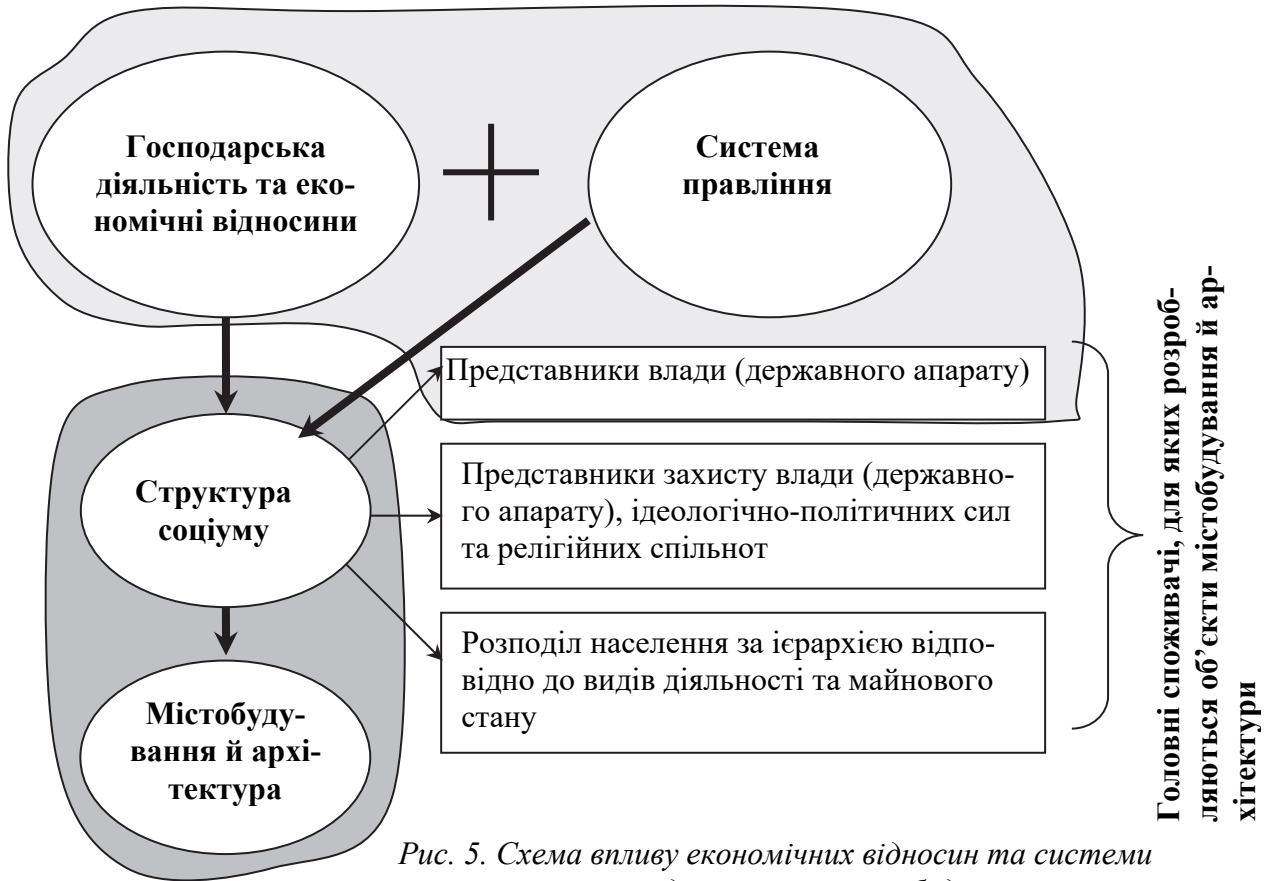 Господарська
діяльність та еко-
номічні відносини
Система
правління
Представники влади (державного апарату)
Структура
соціуму
Представники захисту влади (державно-
го апарату), ідеологічно-політичних сил
та релігійних спільнот
Розподіл населення за ієрархією відпо-
відно до видів діяльності та майнового
стану
Містобуду-
вання й архі-
тектура
Головні споживачі, для яких розроб-
ляються об’єкти містобудування й ар-
хітектури
Рис. 5. Схема впливу економічних відносин та системи